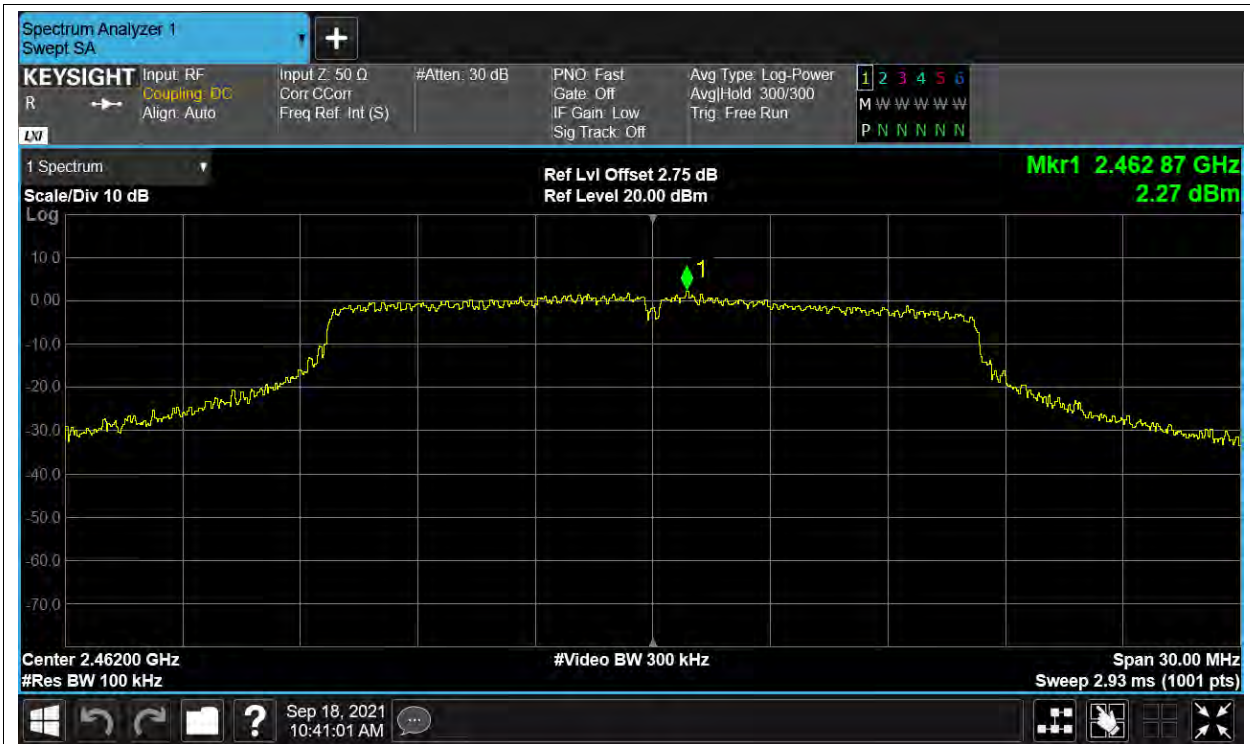 Spectrum Analyzer 1
Swept SA
+
KEYSIGHT
R
LXI
Input: RF
Coupling: DC
Align: Auto
Input Z: 50 Ω
Corr CCorr
Freq Ref: Int (S)
#Atten: 30 dB
PNO: Fast
Gate: Off
IF Gain: Low
Sig Track: Off
Avg Type: Log-Power
Avg|Hold: 300/300
Trig: Free Run
1 2 3 4 5 6
M W W W W W
P N N N N N
1 Spectrum
Scale/Div 10 dB
Log
Ref Lvl Offset 2.75 dB
Ref Level 20.00 dBm
Mkr1 2.462 87 GHz
2.27 dBm
1
10.0
0.00
-10.0
-20.0
-30.0
-40.0
-50.0
-60.0
-70.0
Center 2.46200 GHz
#Res BW 100 kHz
#Video BW 300 kHz
Span 30.00 MHz
Sweep 2.93 ms (1001 pts)
?
Sep 18, 2021
10:41:01 AM